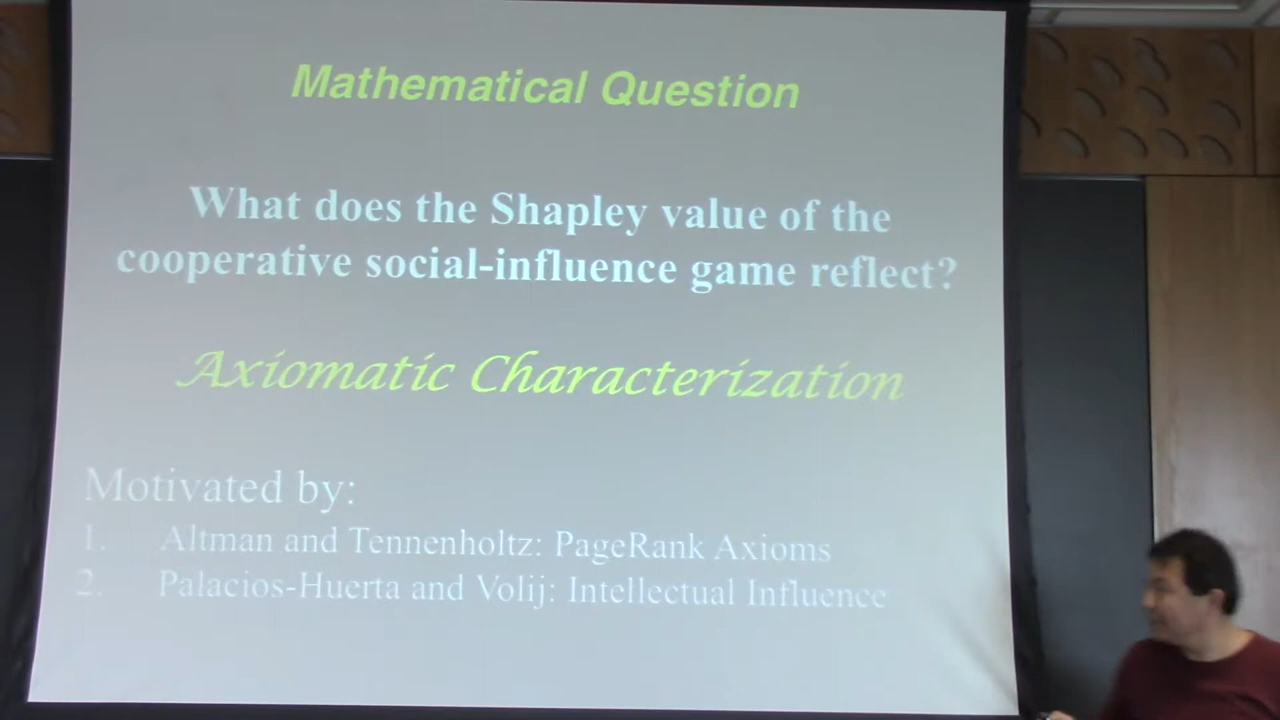 Mathematical Question
What does the Shapley value of the
cooperative social-influence game reflect?
Axiomatic Characterization
Motivated by:
1. Altman and Tennenholtz: PageRank Axioms
2. Palacios-Huerta and Volij: Intellectual Influence